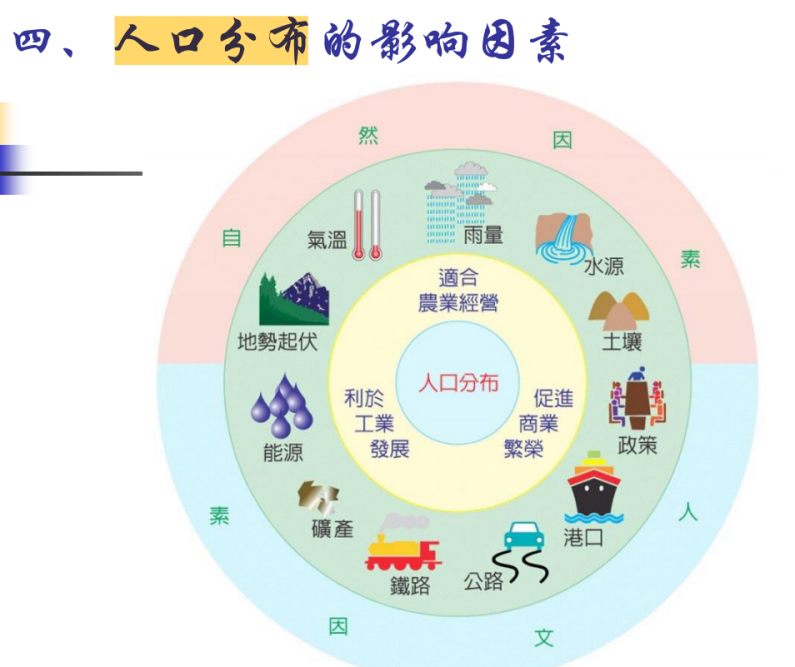 四、人口分布的影响因素
自然因素
氣溫
雨量
水源
地勢起伏
土壤
適合
農業經營
人口分布
利於
工業
發展
促進
商業
繁榮
能源
政策
礦產
港口
鐵路
公路
人文因素